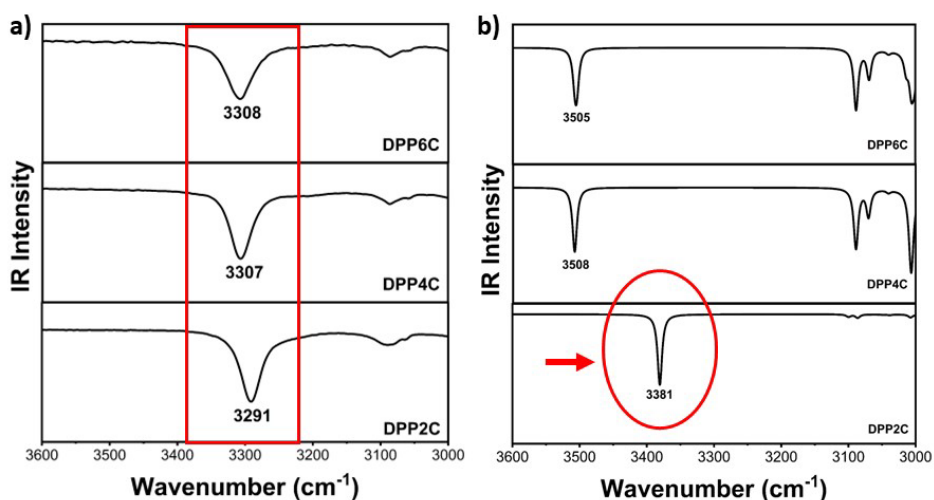 a)
IR Intensity
3308
DPP6C
3307
DPP4C
3291
DPP2C
3600 3500 3400 3300 3200 3100 3000
Wavenumber (cm⁻¹)
b)
IR Intensity
3505
DPP6C
3508
DPP4C
3381
DPP2C
3600 3500 3400 3300 3200 3100 3000
Wavenumber (cm⁻¹)